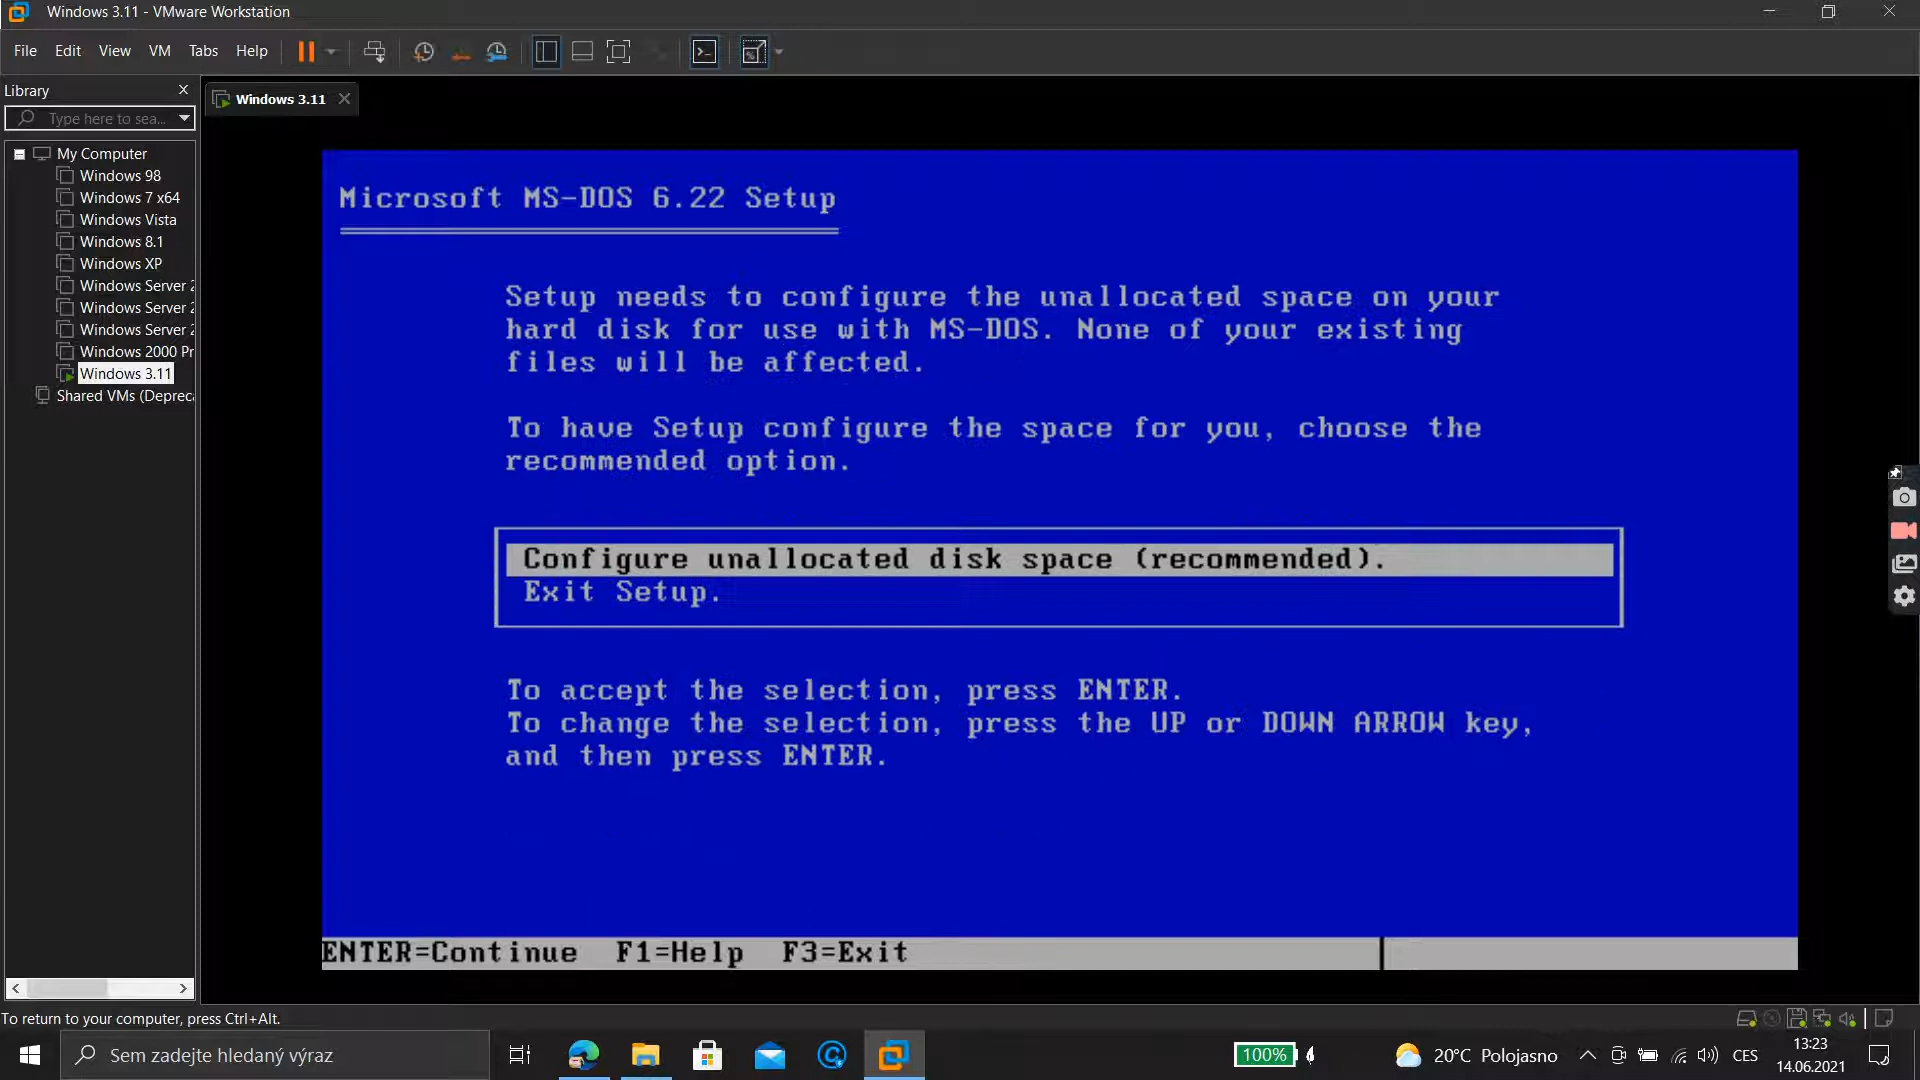 Windows 3.11 - VMware Workstation
File Edit View VM Tabs Help
Library
Type here to sea...
My Computer
Windows 98
Windows 7 x64
Windows Vista
Windows 8.1
Windows XP
Windows Server 2
Windows Server 2
Windows Server 2
Windows 2000 Pr
Windows 3.11
Shared VMs (Deprec
Windows 3.11
Microsoft MS-DOS 6.22 Setup
Setup needs to configure the unallocated space on your
hard disk for use with MS-DOS. None of your existing
files will be affected.
To have Setup configure the space for you, choose the
recommended option.
Configure unallocated disk space (recommended).
Exit Setup.
To accept the selection, press ENTER.
To change the selection, press the UP or DOWN ARROW key,
and then press ENTER.
ENTER=Continue F1=Help F3=Exit
To return to your computer, press Ctrl+Alt.
Sem zadejte hledaný výraz
100%
20°C Polojasno
CES
13:23
14.06.2021